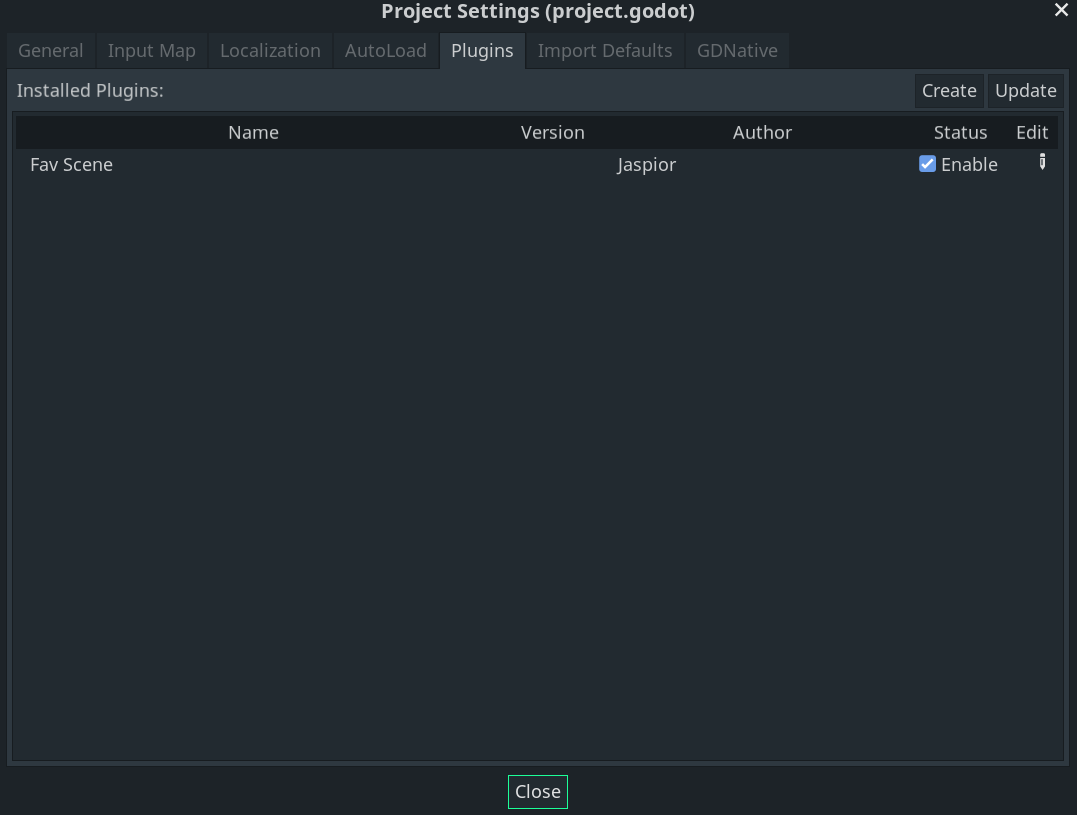 Project Settings (project.godot)
General Input Map Localization AutoLoad Plugins Import Defaults GDNative
Installed Plugins: Create Update
Name Version Author Status Edit
Fav Scene Jaspior Enable
Close